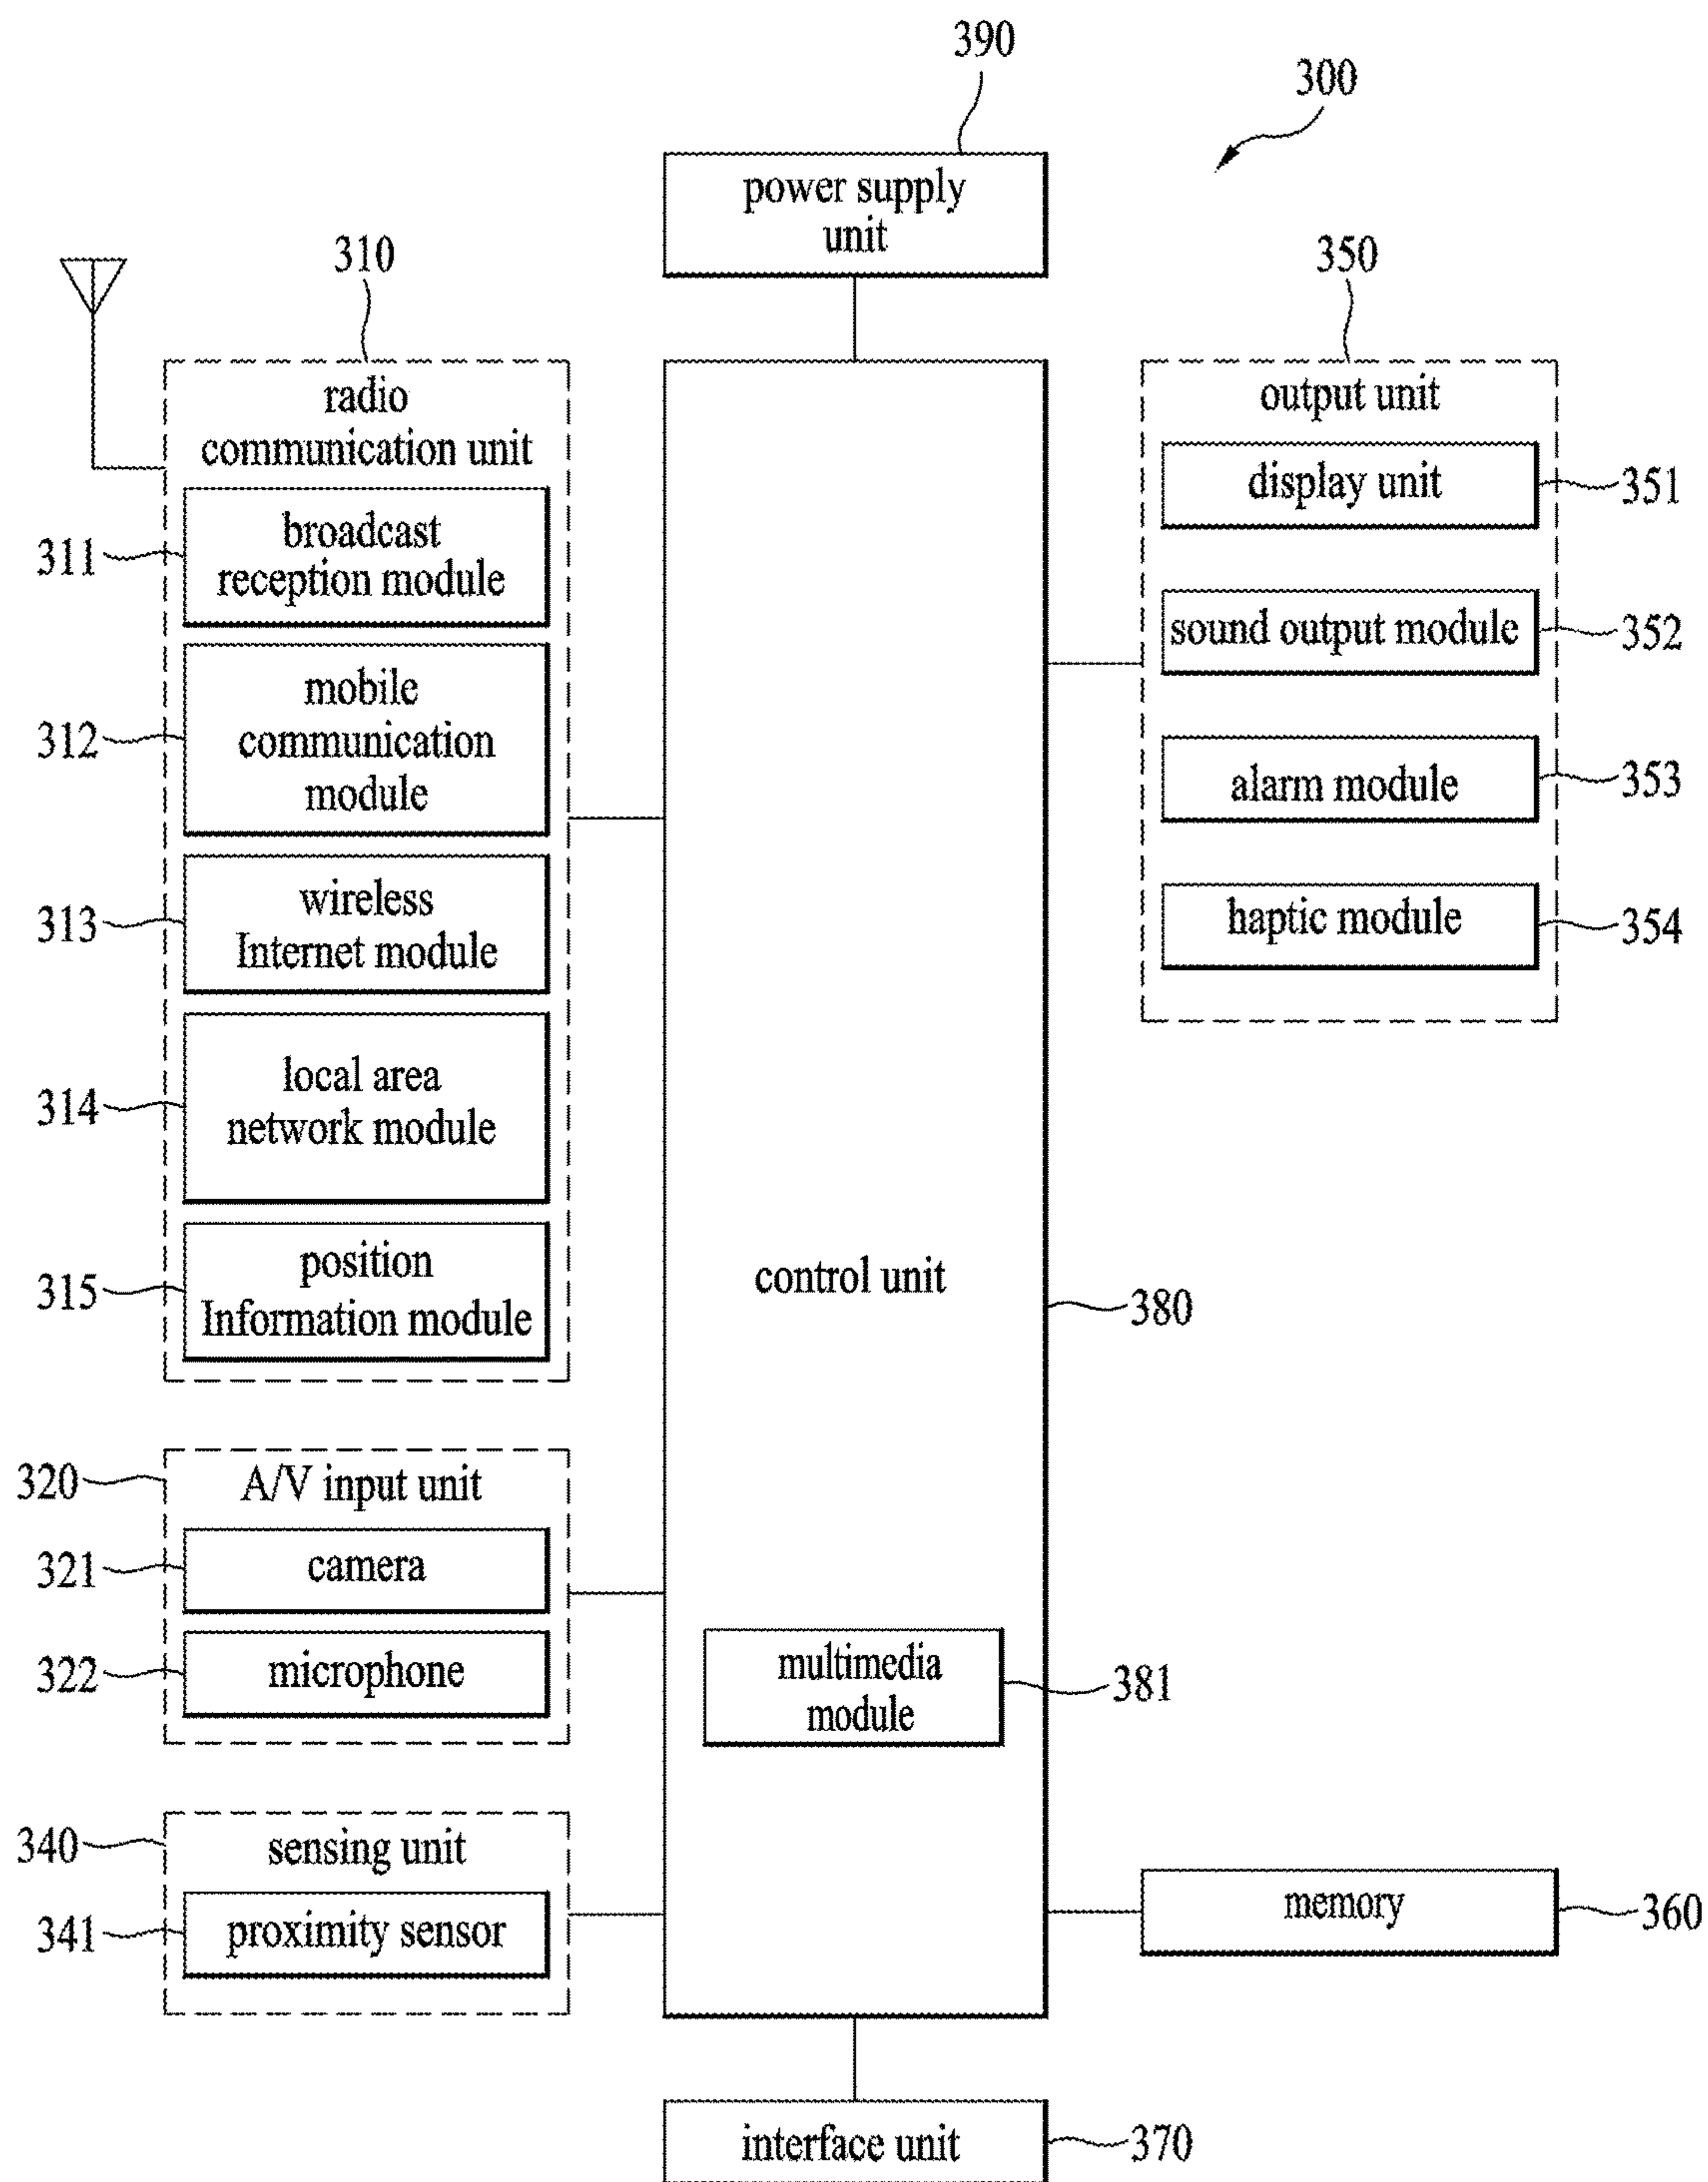 390
300
power supply
unit
310
350
radio
communication unit
output unit
311
broadcast
reception module
display unit
351
312
mobile
communication
module
sound output module
352
313
wireless
Internet module
alarm module
353
314
local area
network module
haptic module
354
315
position
Information module
control unit
380
320
A/V input unit
321
camera
322
microphone
multimedia
module
381
340
sensing unit
341
proximity sensor
memory
360
interface unit
370